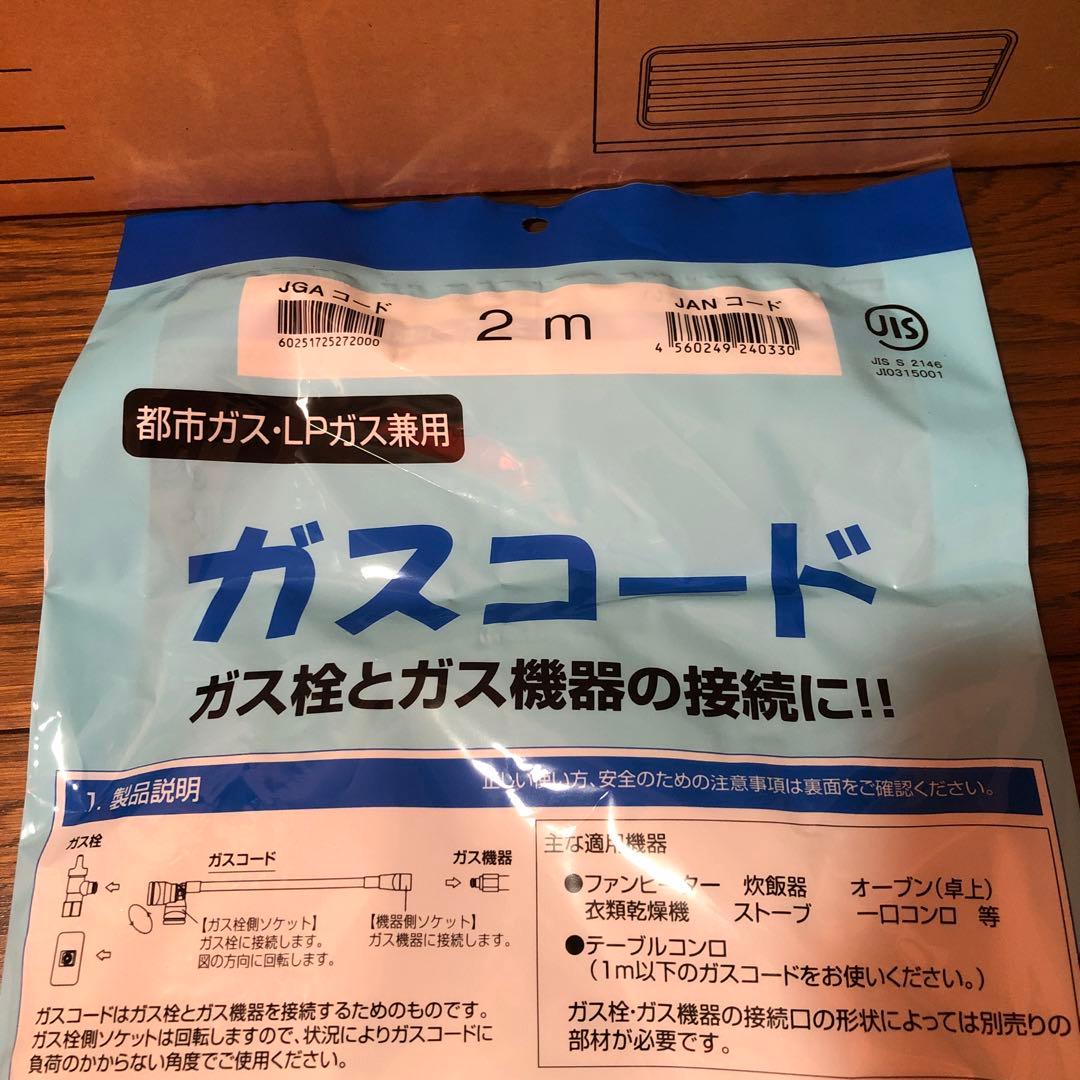 JGA コード
60251725272000
2 m
JAN コード
4 560249 240330
JIS
JIS S 2146
JI0315001
都市ガス・LPガス兼用
ガスコード
ガス栓とガス機器の接続に!!
1. 製品説明
正しい使い方、安全のための注意事項は裏面をご確認ください。
ガス栓
ガスコード
ガス機器
【ガス栓側ソケット】
ガス栓に接続します。
図の方向に回転します。
【機器側ソケット】
ガス機器に接続します。
ガスコードはガス栓とガス機器を接続するためのものです。
ガス栓側ソケットは回転しますので、状況によりガスコードに
負荷のかからない角度でご使用ください。
主な適用機器
●ファンヒーター 炊飯器 オーブン(卓上)
衣類乾燥機 ストーブ 一口コンロ 等
●テーブルコンロ
(1m以下のガスコードをお使いください。)
ガス栓・ガス機器の接続口の形状によっては別売りの
部材が必要です。